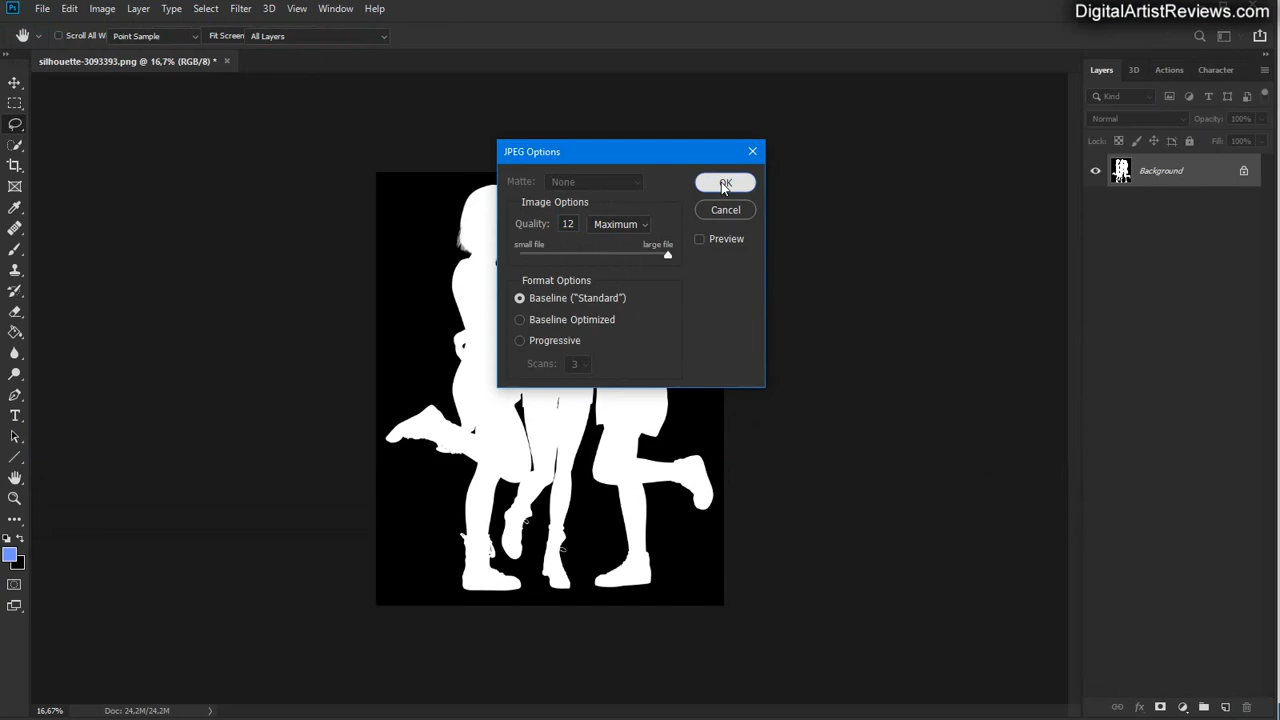 Ps File Edit Image Layer Type Select Filter 3D View Window Help
DigitalArtistReviews.com
Point Sample Fit Screen All Layers
silhouette-3093393.png @ 16,7% (RGB/8) *
Layers 3D Actions Character
Kind
Normal Opacity: 100%
Lock: Fill: 100%
Background
JPEG Options
Matte: None
OK
Image Options
Quality: 12 Maximum
Cancel
small file large file
Preview
Format Options
Baseline ("Standard")
Baseline Optimized
Progressive
Scans: 3
16,67% Doc: 24,2M/24,2M